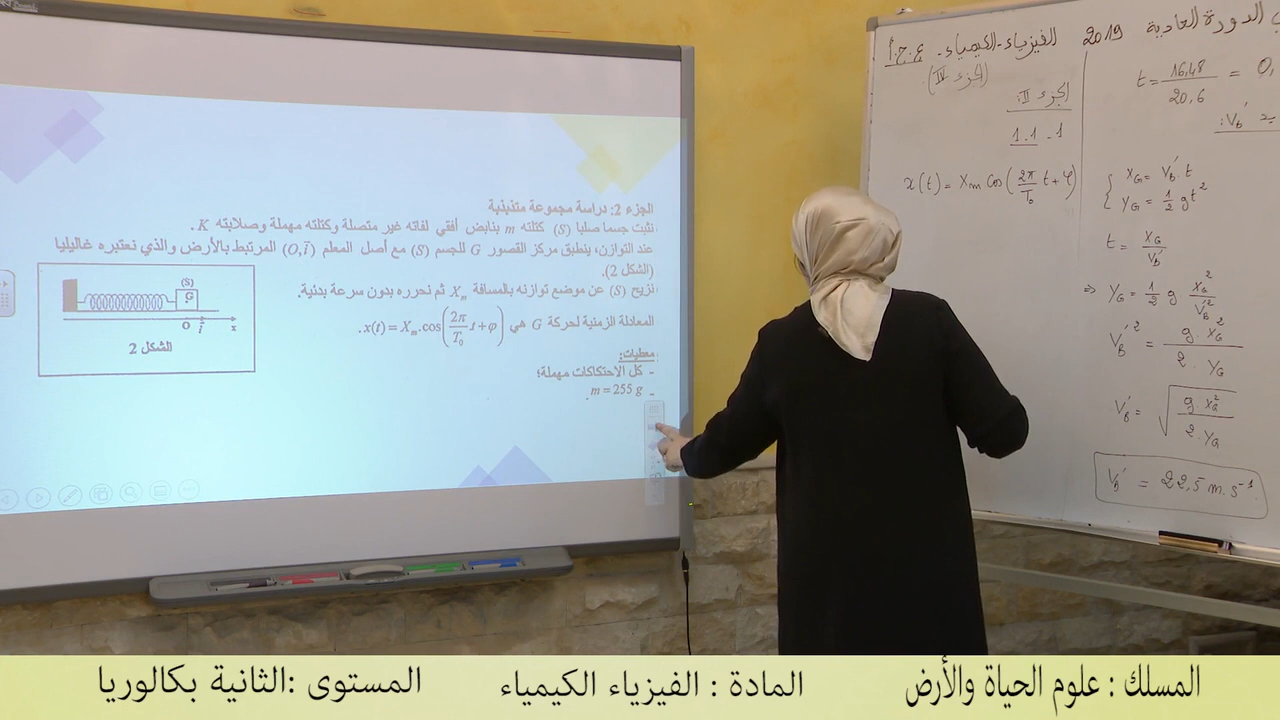 الجزء 2: دراسة مجموعة متذبذبة
نثبت جسما صلبا (S) كتلته m بنابض أفقي لفاته غير متصلة وكتلته مهملة وصلابته K.
عند التوازن، ينطبق مركز القصور G للجسم (S) مع أصل المعلم (O,i) المرتبط بالأرض والذي نعتبره غاليليا
(الشكل 2).
نزيح (S) عن موضع توازنه بالمسافة Xm ثم نحرره بدون سرعة بدئية.
المعادلة الزمنية لحركة G هي x(t) = Xm.cos(2π/T0 .t+φ).
معطيات:
- كل الاحتكاكات مهملة؛
- m = 255 g.
(S)
G
O i x
الشكل 2
الدورة العادية 2019 الفيزياء-الكيمياء- ع.ح.أ
(الجزء IV)
الجزء II:
1 - 1.1
x(t) = Xm cos(2π/T0 t + φ)
t = 16,48/20,6 = 0,
V'B:
xG = V'B . t
yG = 1/2 g t²
t = xG/V'B
⇒ yG = 1/2 g xG²/V'B²
V'B² = g xG²/2 . yG
V'B = √(g xG²/2 . yG)
V'B = 22,5 m.s⁻¹
المسلك : علوم الحياة والأرض
المادة : الفيزياء الكيمياء
المستوى :الثانية بكالوريا